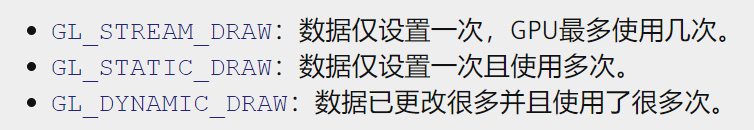 • GL_STREAM_DRAW：数据仅设置一次，GPU最多使用几次。
• GL_STATIC_DRAW：数据仅设置一次且使用多次。
• GL_DYNAMIC_DRAW：数据已更改很多并且使用了很多次。